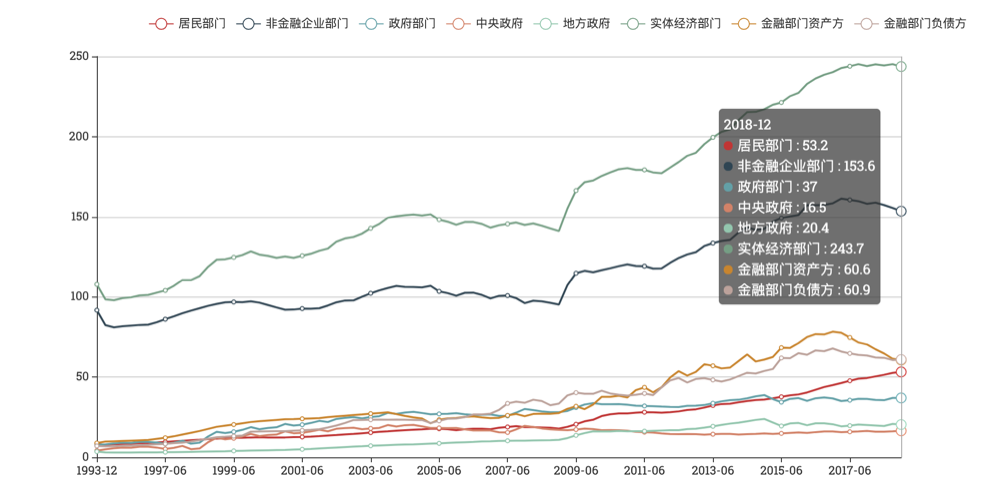 居民部门 非金融企业部门 政府部门 中央政府 地方政府 实体经济部门 金融部门资产方 金融部门负债方
250
200
150
100
50
0
2018-12
居民部门 : 53.2
非金融企业部门 : 153.6
政府部门 : 37
中央政府 : 16.5
地方政府 : 20.4
实体经济部门 : 243.7
金融部门资产方 : 60.6
金融部门负债方 : 60.9
1993-12 1997-06 1999-06 2001-06 2003-06 2005-06 2007-06 2009-06 2011-06 2013-06 2015-06 2017-06